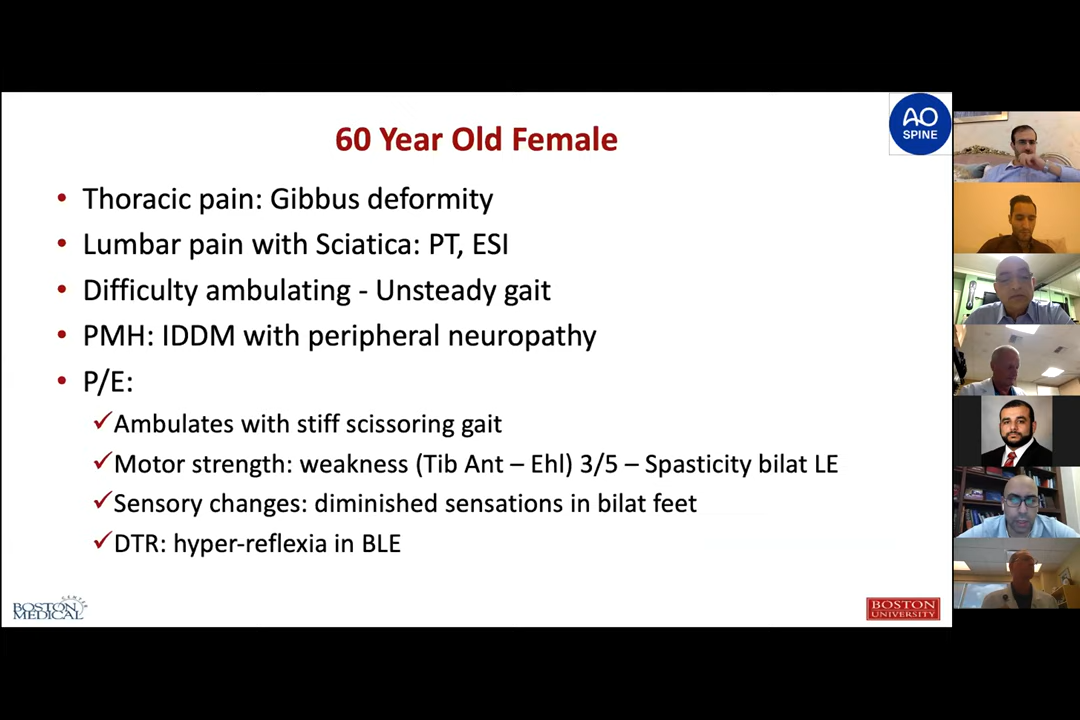 60 Year Old Female
AO
SPINE
• Thoracic pain: Gibbus deformity
• Lumbar pain with Sciatica: PT, ESI
• Difficulty ambulating - Unsteady gait
• PMH: IDDM with peripheral neuropathy
• P/E:
✓Ambulates with stiff scissoring gait
✓Motor strength: weakness (Tib Ant – Ehl) 3/5 – Spasticity bilat LE
✓Sensory changes: diminished sensations in bilat feet
✓DTR: hyper-reflexia in BLE
BOSTON
MEDICAL
CENTER
BOSTON
UNIVERSITY